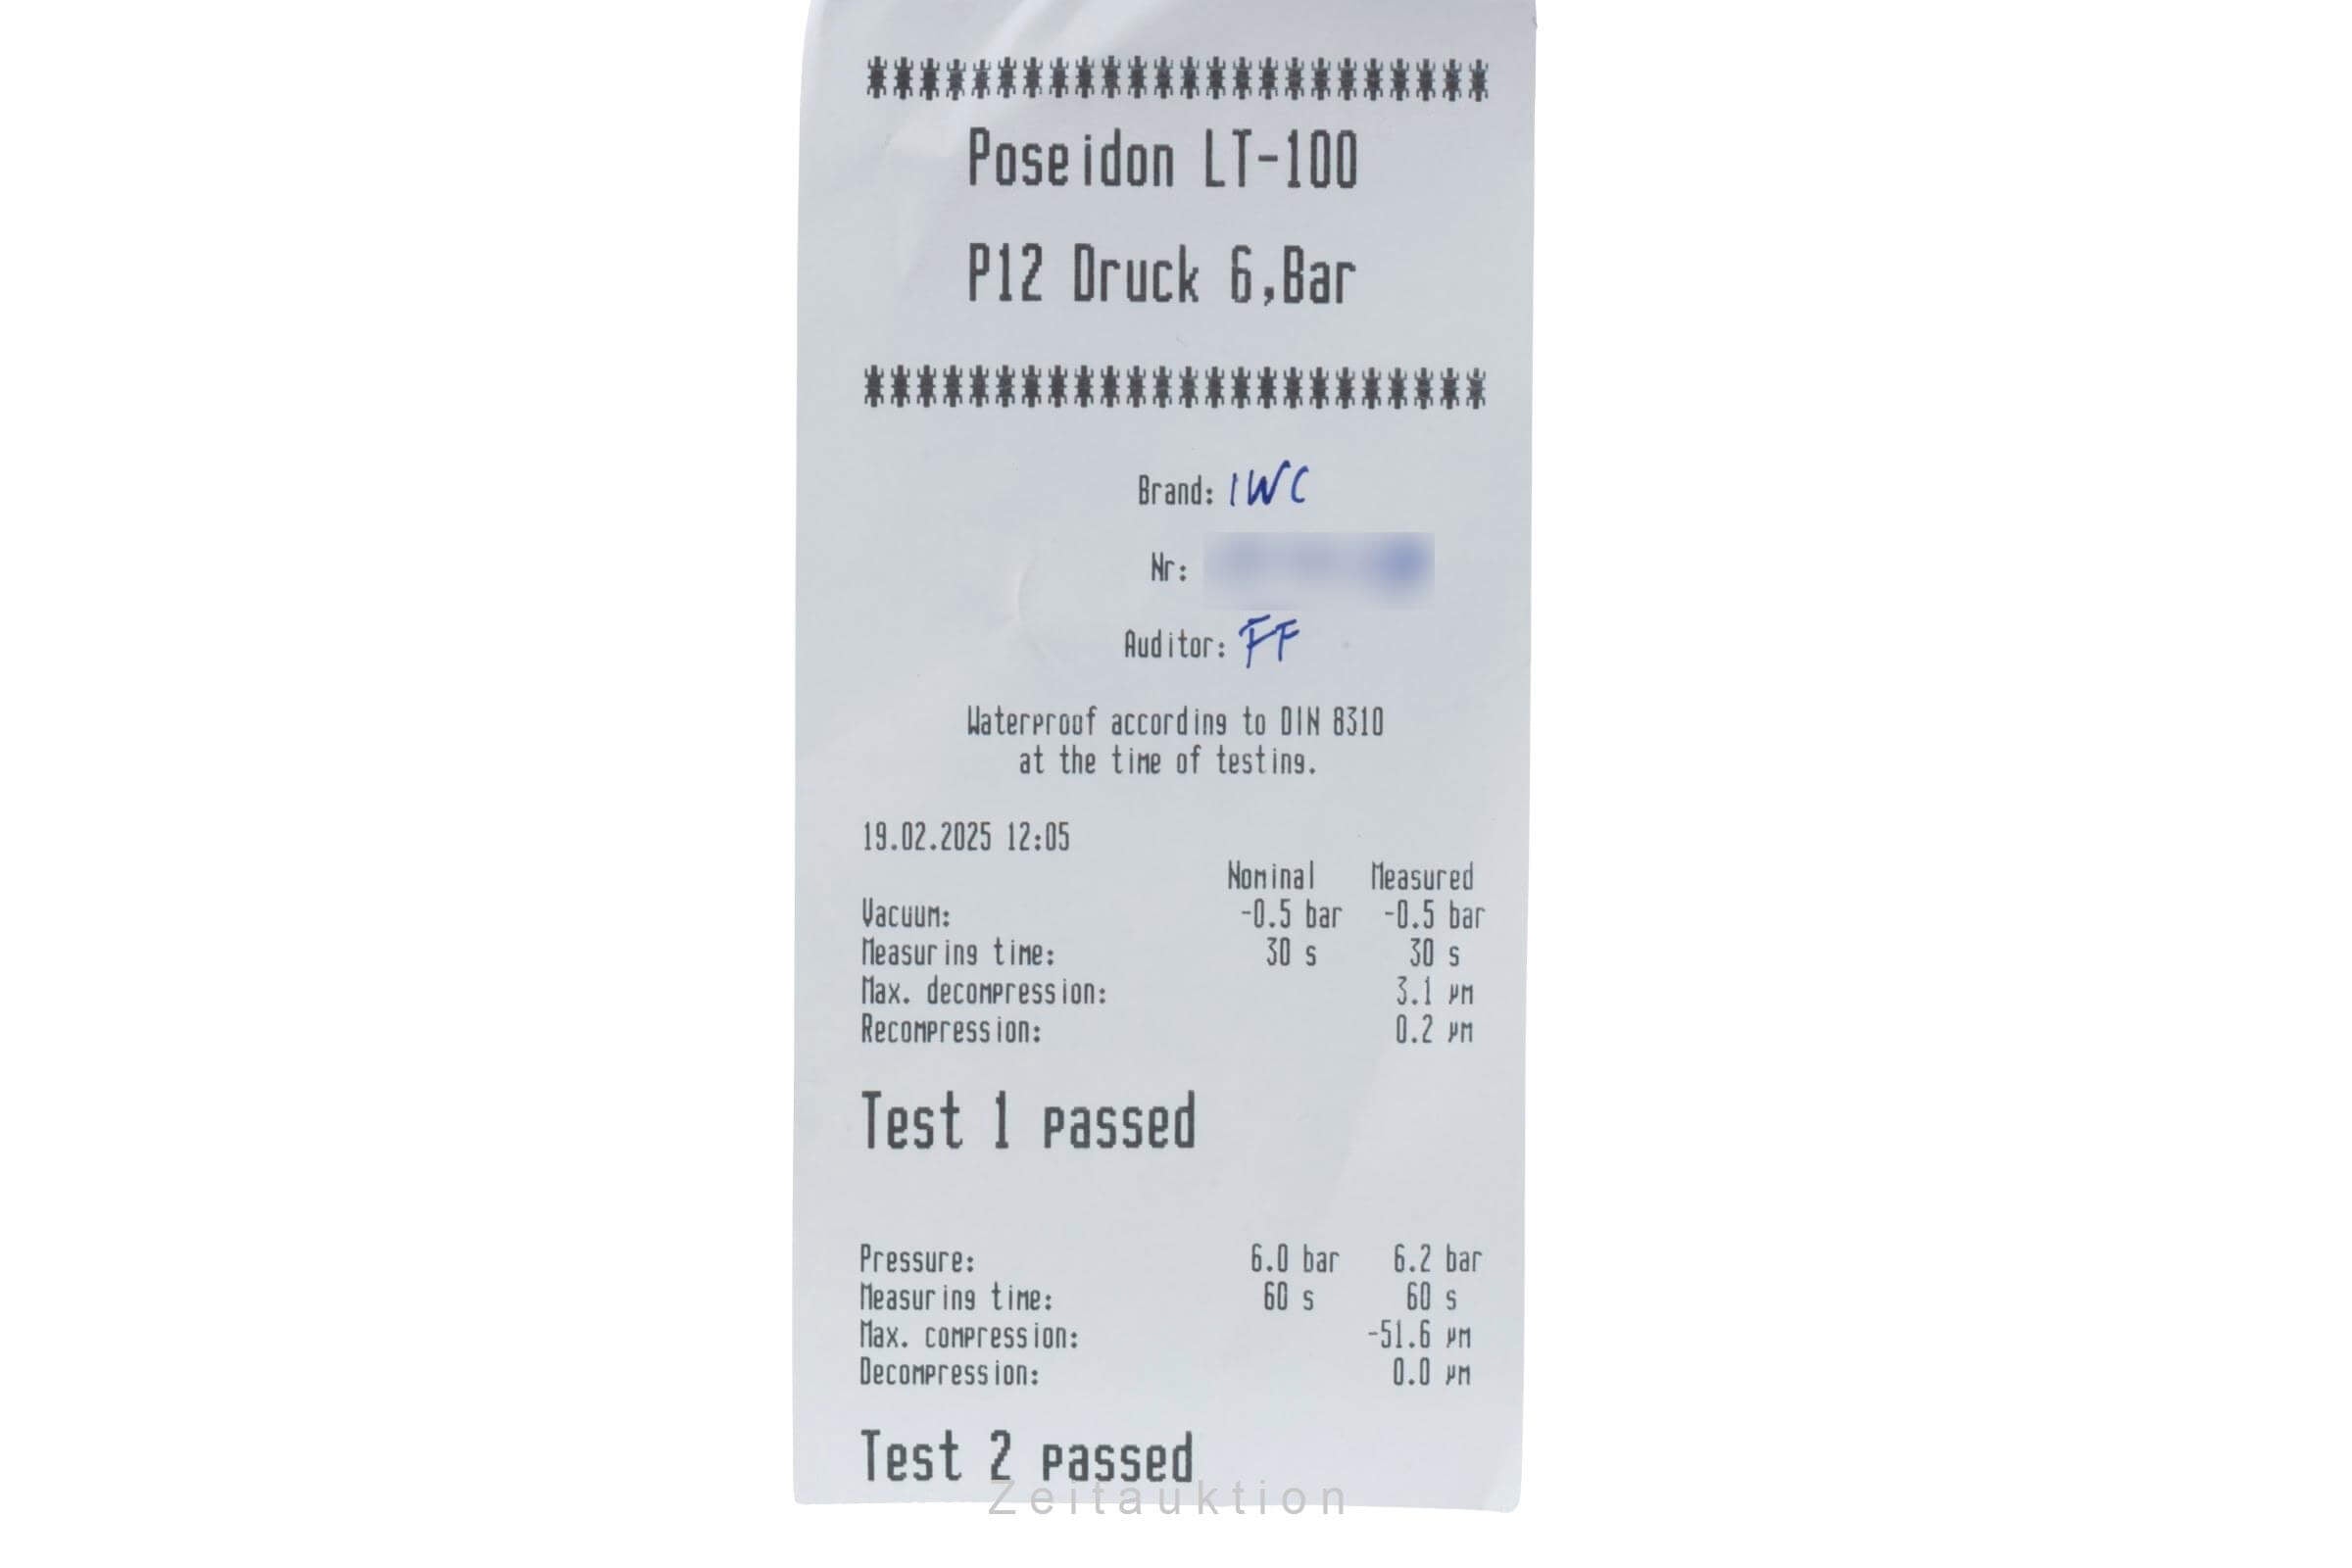 ************************
Poseidon LT-100
P12 Druck 6,Bar
************************
Brand: IWC
Nr:
Auditor: FF
Waterproof according to DIN 8310
at the time of testing.
19.02.2025 12:05
Nominal Measured
Vacuum: -0.5 bar -0.5 bar
Measuring time: 30 s 30 s
Max. decompression: 3.1 µm
Recompression: 0.2 µm
Test 1 passed
Pressure: 6.0 bar 6.2 bar
Measuring time: 60 s 60 s
Max. compression: -51.6 µm
Decompression: 0.0 µm
Test 2 passed
Zeitauktion